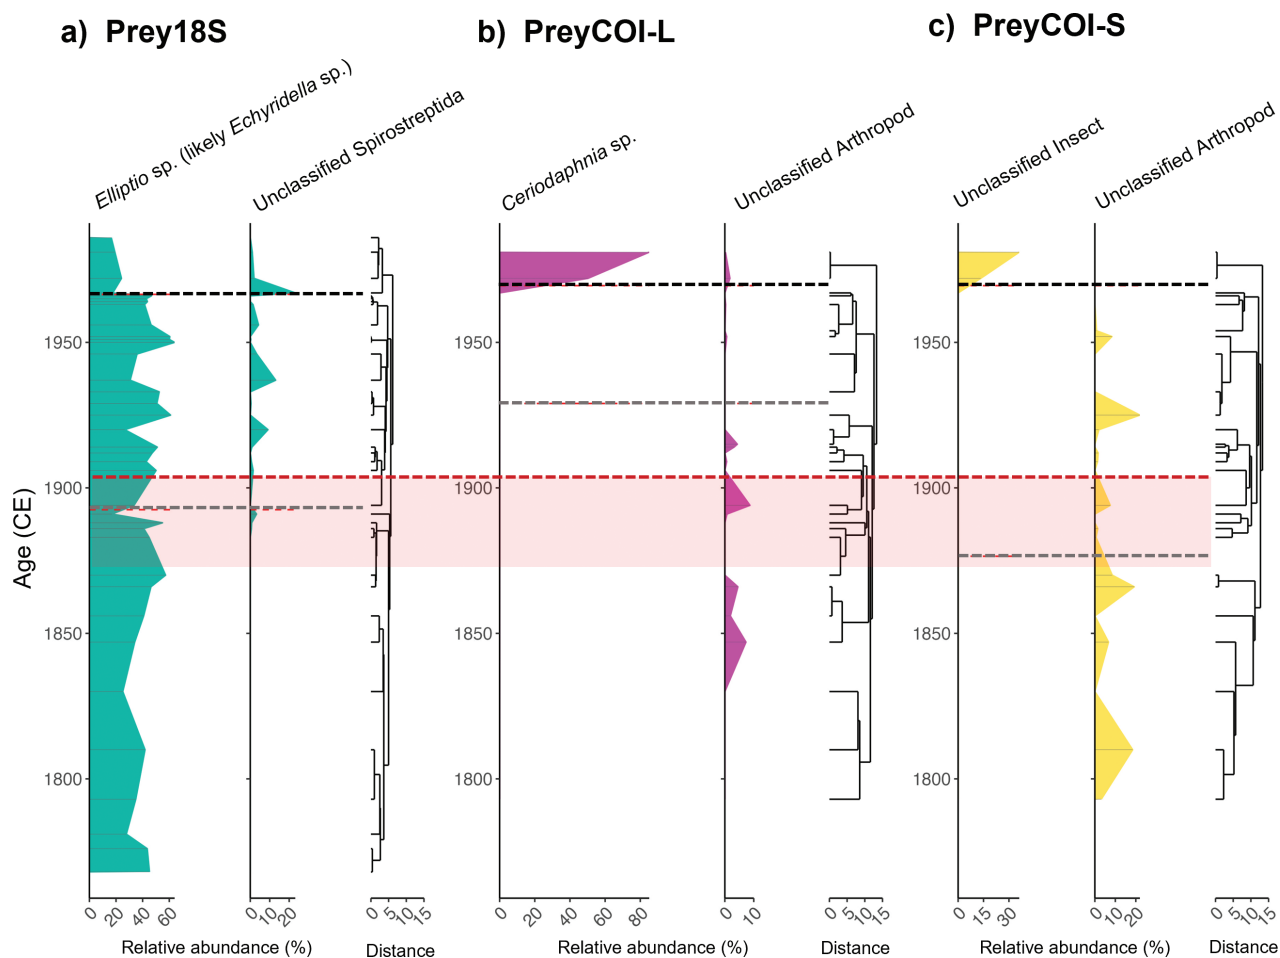 a) Prey18S
b) PreyCOI-L
c) PreyCOI-S
Elliptio sp. (likely Echyridella sp.)
Unclassified Spirostreptida
Ceriodaphnia sp.
Unclassified Arthropod
Unclassified Insect
Unclassified Arthropod
Age (CE)
1950
1900
1850
1800
1950
1900
1850
1800
1950
1900
1850
1800
0 20 40 60
0 10 20
0 5 10 15
0 20 40 60 80
0 10
0 5 10 15
0 15 30
0 10 20
0 5 10 15
Relative abundance (%)
Distance
Relative abundance (%)
Distance
Relative abundance (%)
Distance